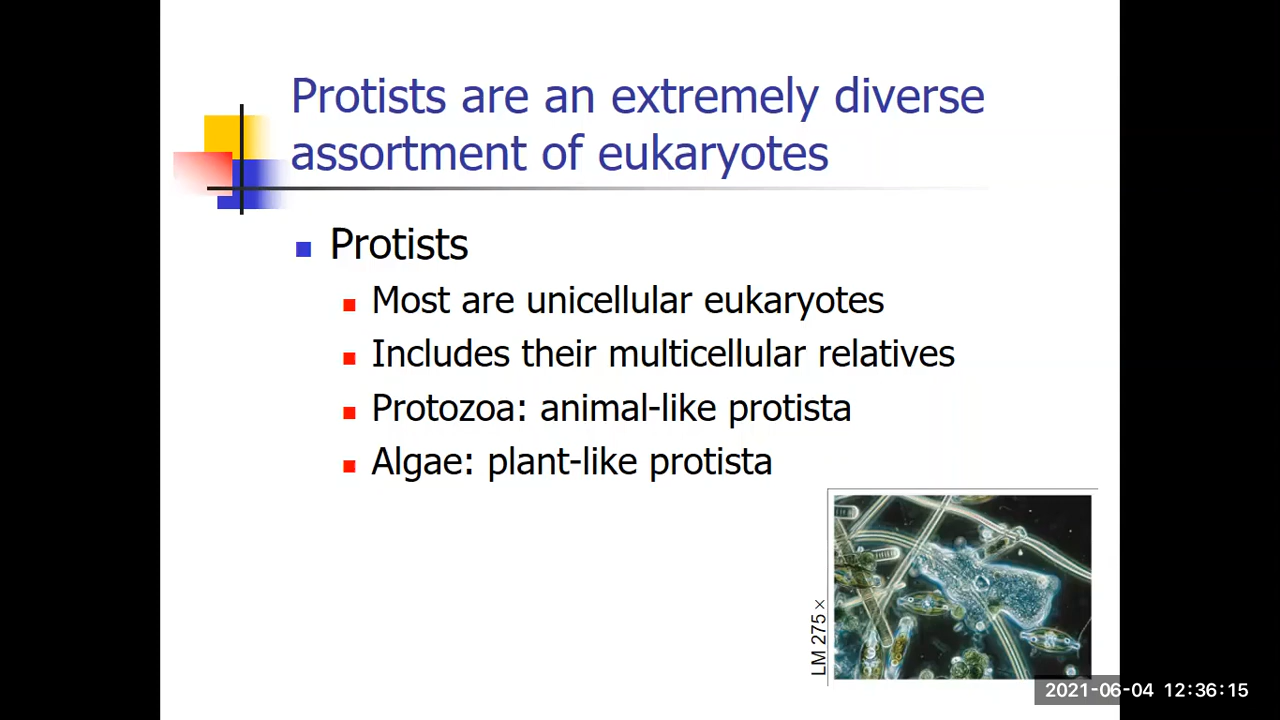 Protists are an extremely diverse
assortment of eukaryotes
Protists
Most are unicellular eukaryotes
Includes their multicellular relatives
Protozoa: animal-like protista
Algae: plant-like protista
LM 275×
2021-06-04 12:36:15